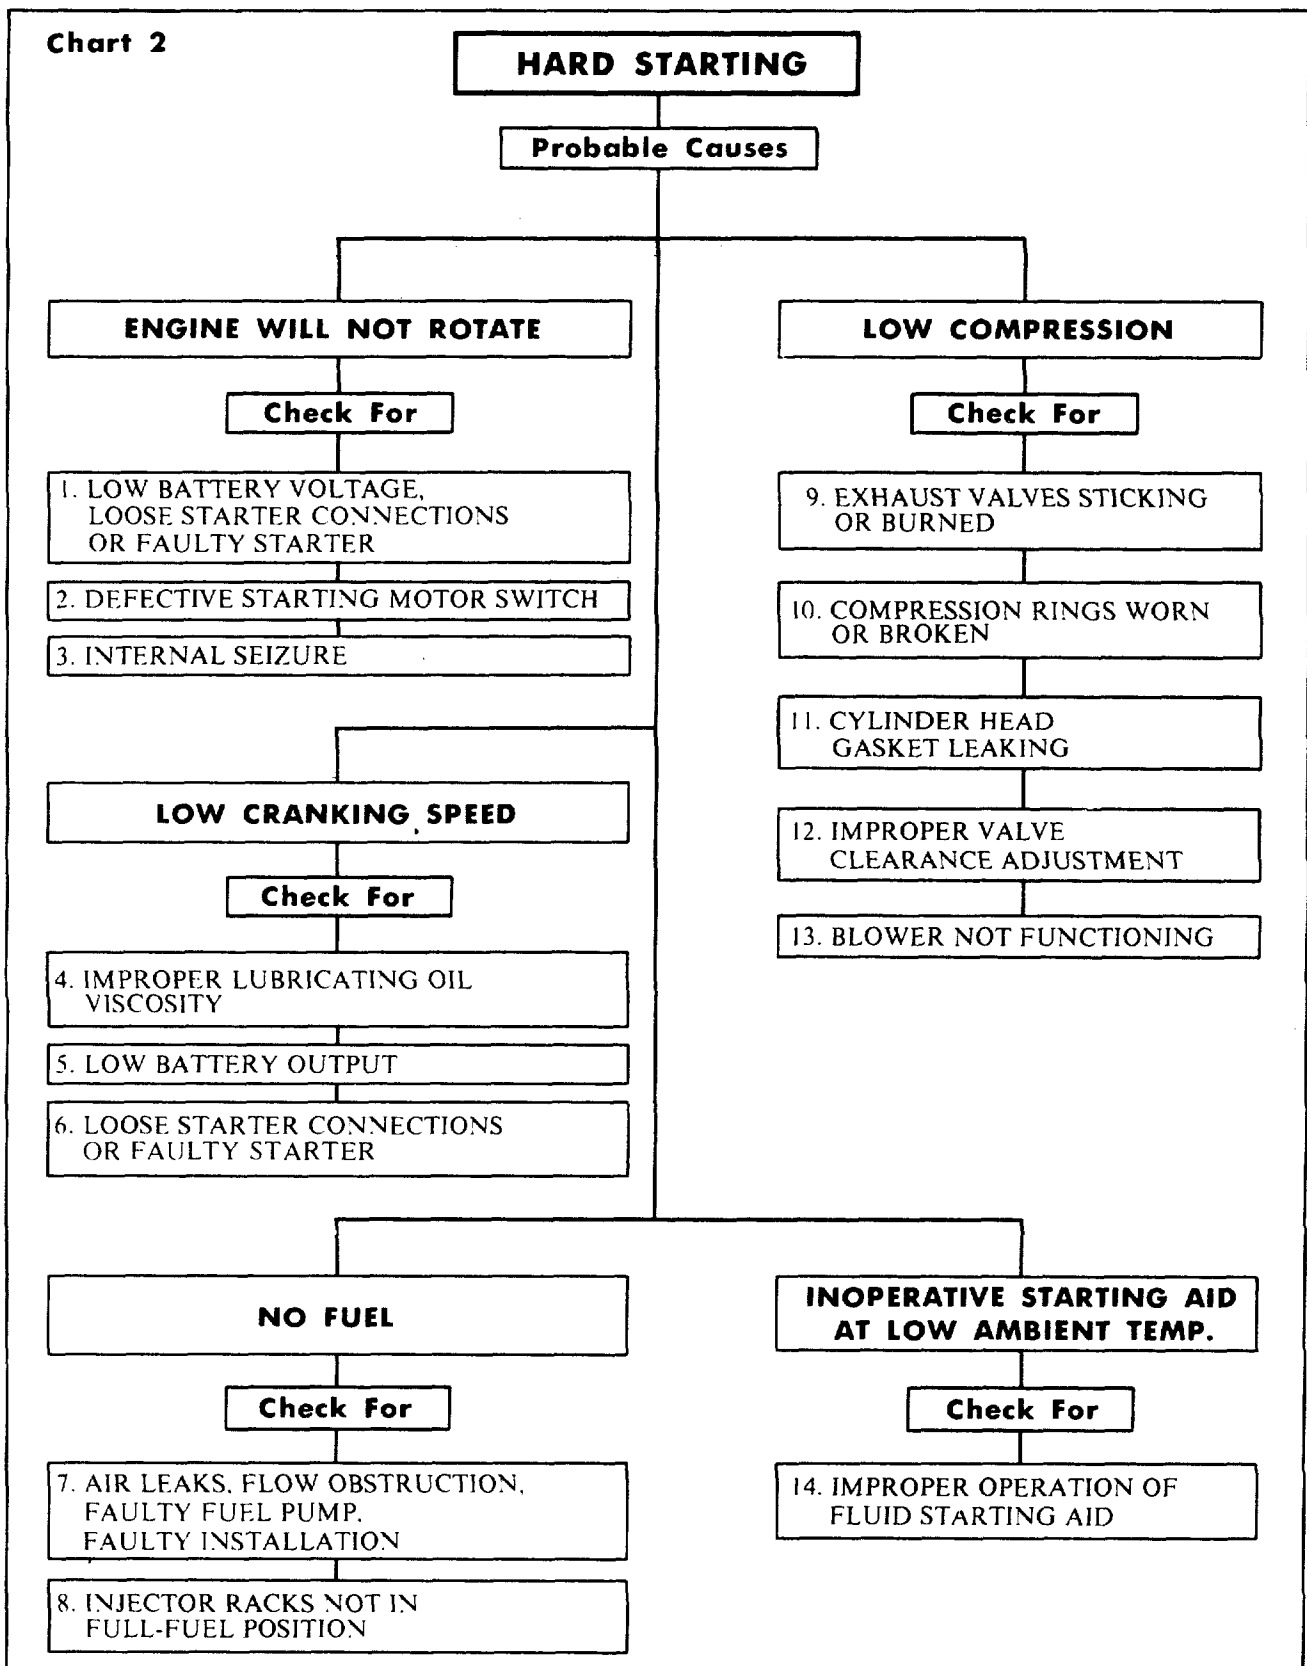 Chart 2
HARD STARTING
Probable Causes
ENGINE WILL NOT ROTATE
Check For
1. LOW BATTERY VOLTAGE,
LOOSE STARTER CONNECTIONS
OR FAULTY STARTER
2. DEFECTIVE STARTING MOTOR SWITCH
3. INTERNAL SEIZURE
LOW CRANKING SPEED
Check For
4. IMPROPER LUBRICATING OIL
VISCOSITY
5. LOW BATTERY OUTPUT
6. LOOSE STARTER CONNECTIONS
OR FAULTY STARTER
LOW COMPRESSION
Check For
9. EXHAUST VALVES STICKING
OR BURNED
10. COMPRESSION RINGS WORN
OR BROKEN
11. CYLINDER HEAD
GASKET LEAKING
12. IMPROPER VALVE
CLEARANCE ADJUSTMENT
13. BLOWER NOT FUNCTIONING
NO FUEL
Check For
7. AIR LEAKS, FLOW OBSTRUCTION,
FAULTY FUEL PUMP,
FAULTY INSTALLATION
8. INJECTOR RACKS NOT IN
FULL-FUEL POSITION
INOPERATIVE STARTING AID
AT LOW AMBIENT TEMP.
Check For
14. IMPROPER OPERATION OF
FLUID STARTING AID